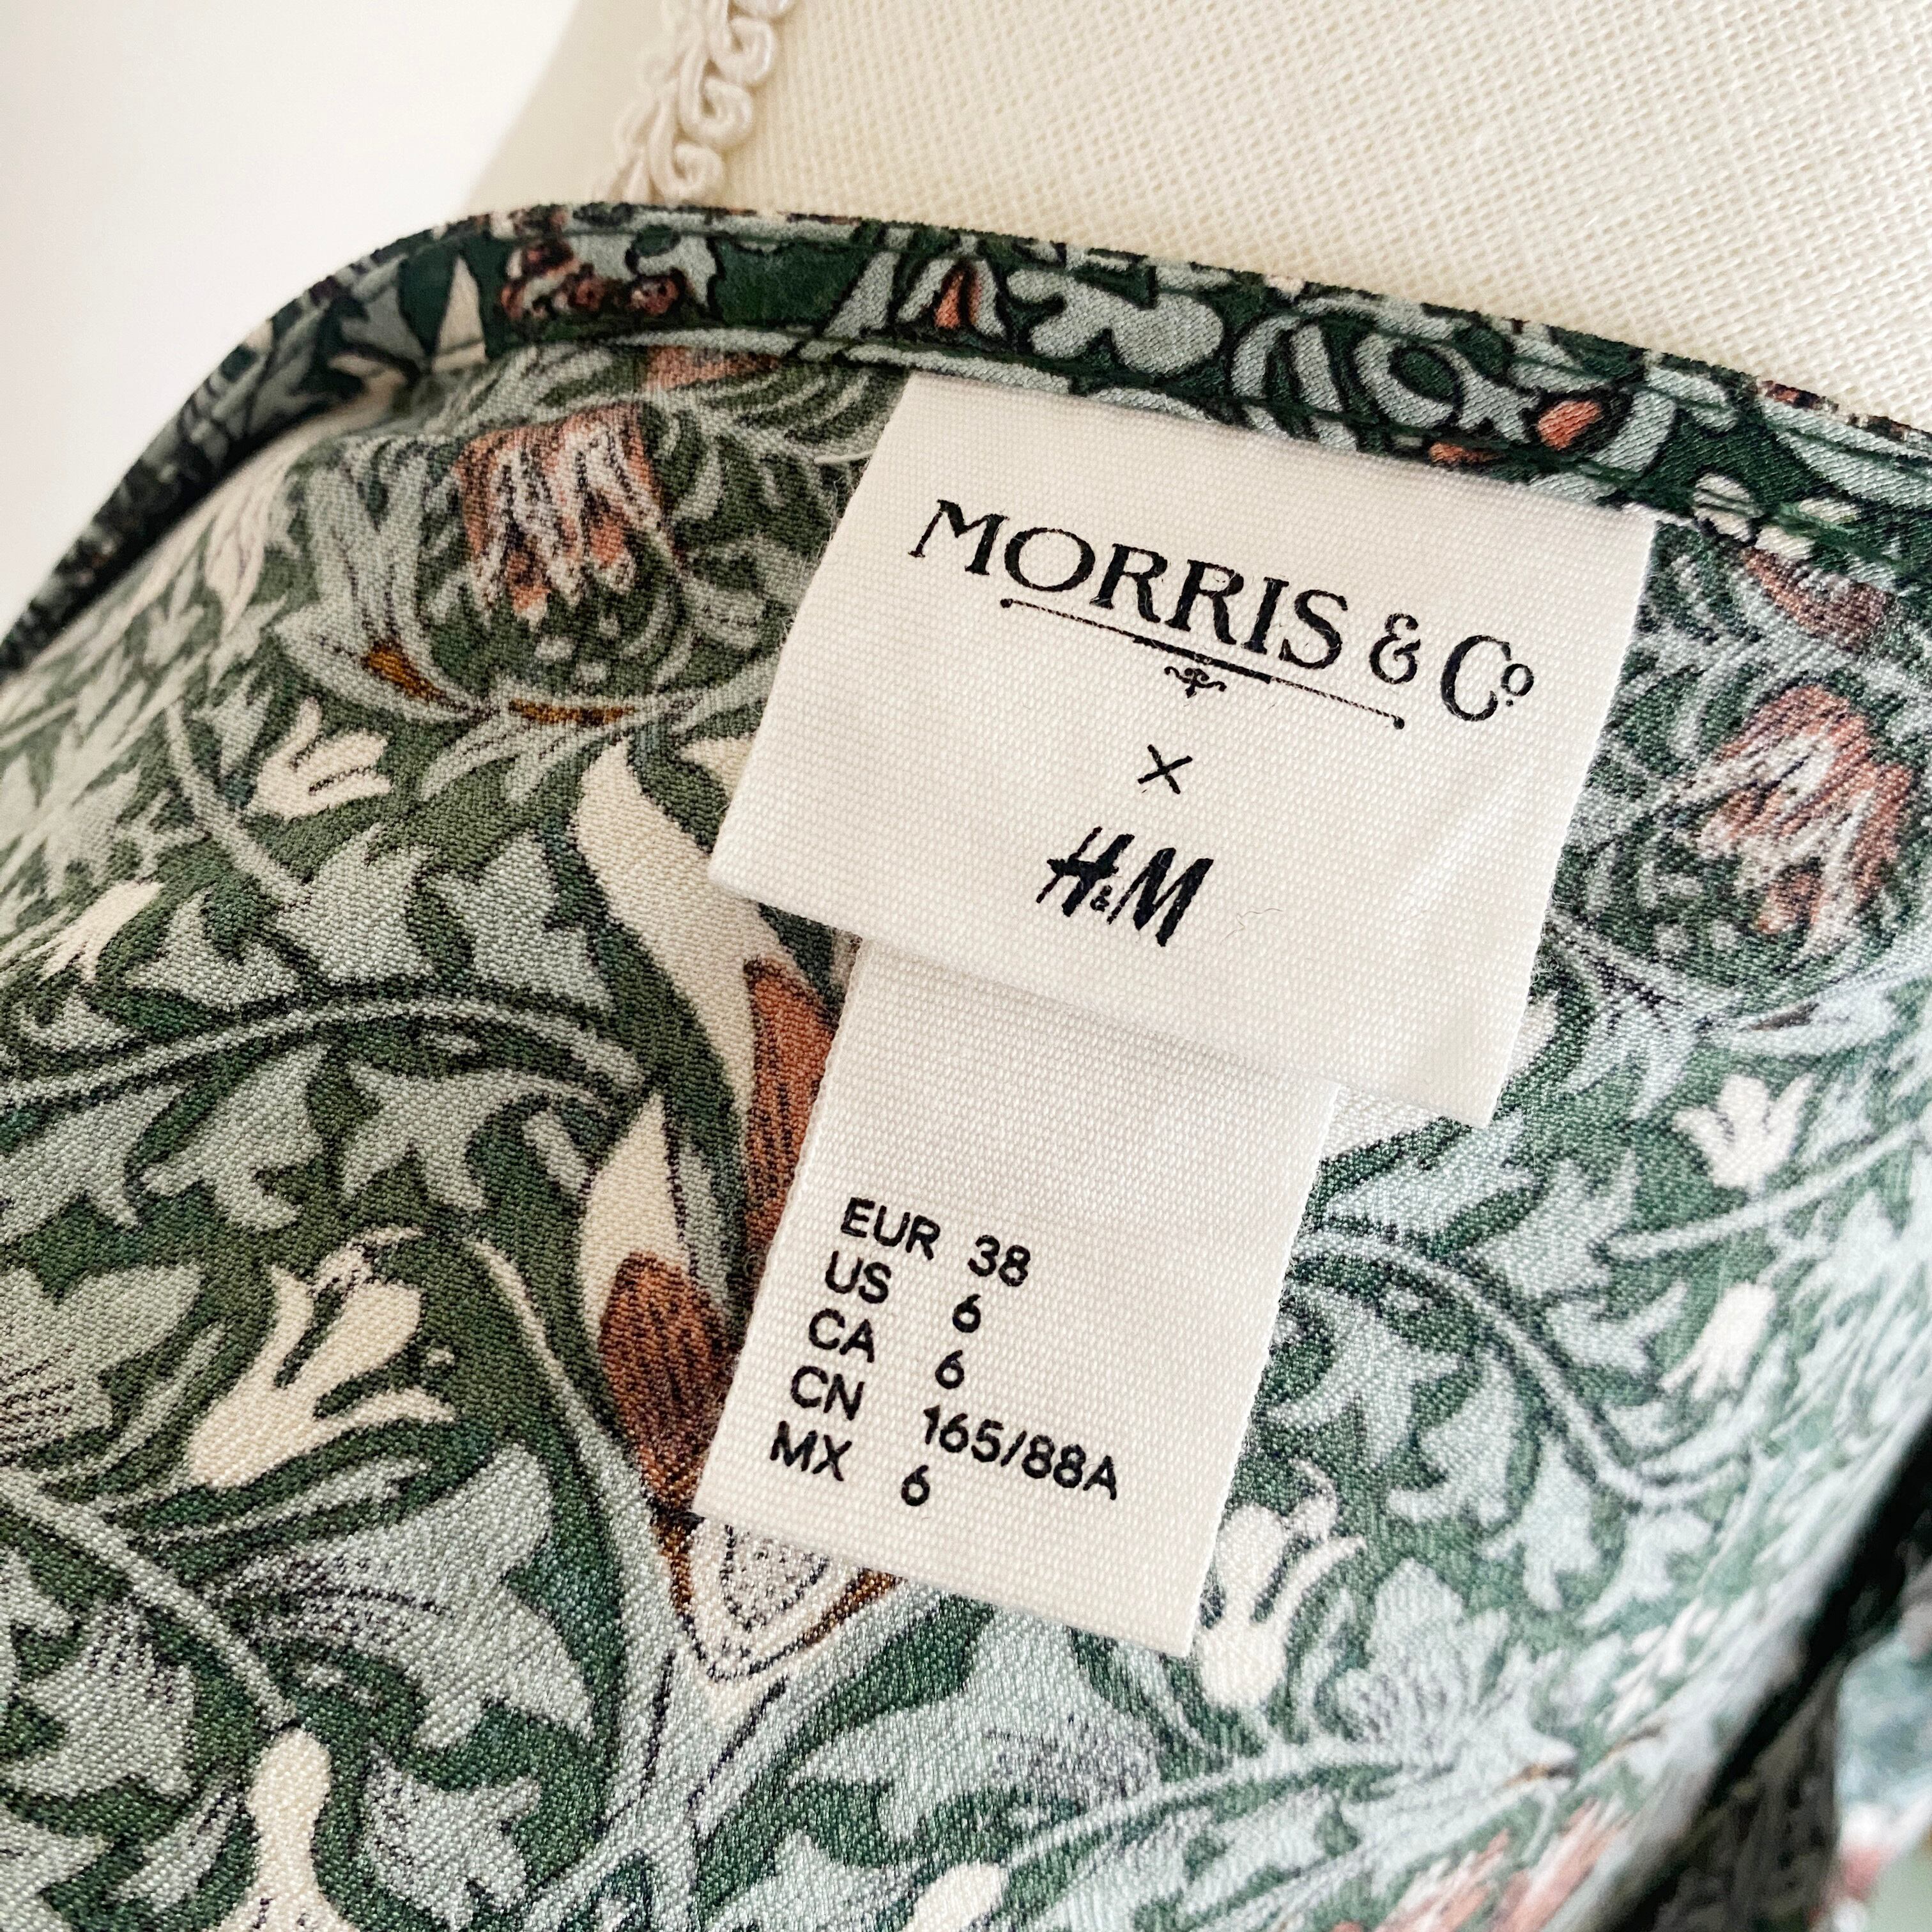 MORRIS & Co.
×
H&M
EUR 38
US 6
CA 6
CN 165/88A
MX 6